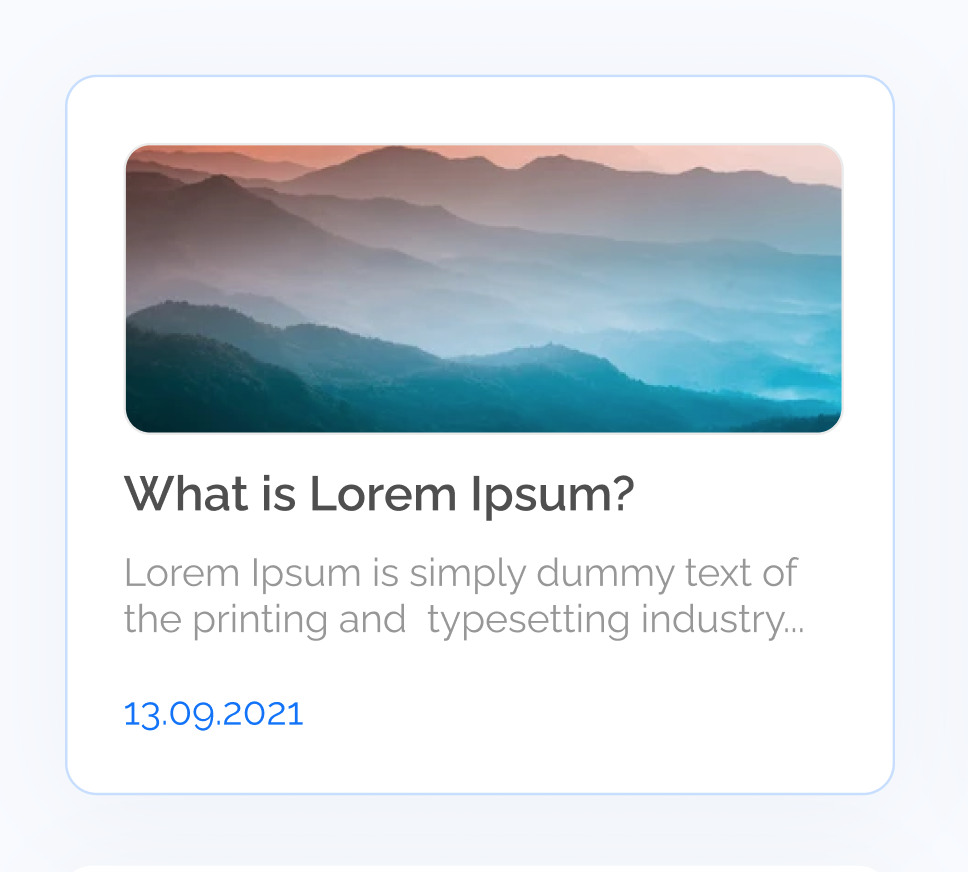 What is Lorem Ipsum?
Lorem Ipsum is simply dummy text of
the printing and  typesetting industry...
13.09.2021